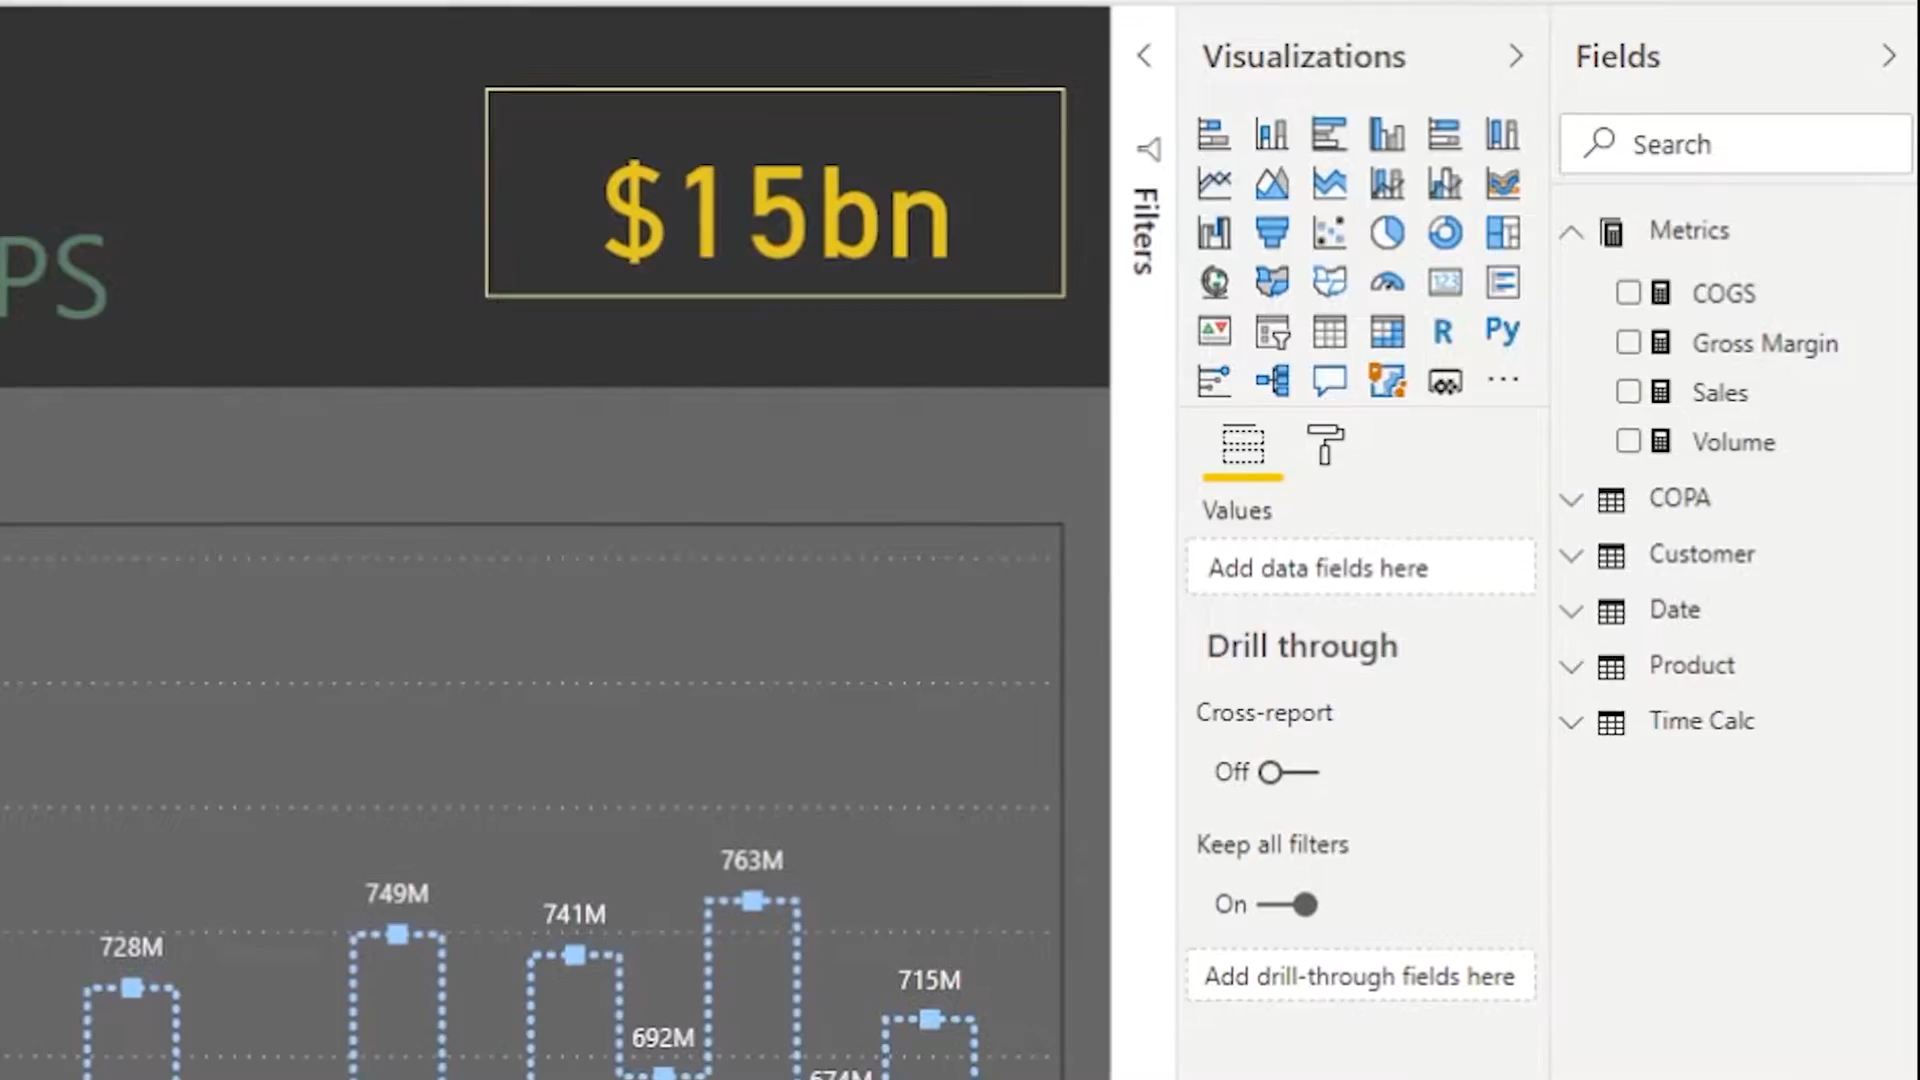 PS
$15bn
728M
749M
741M
692M
763M
674M
715M
Filters
Visualizations
123
R
Py
Values
Add data fields here
Drill through
Cross-report
Off
Keep all filters
On
Add drill-through fields here
Fields
Search
Metrics
COGS
Gross Margin
Sales
Volume
COPA
Customer
Date
Product
Time Calc